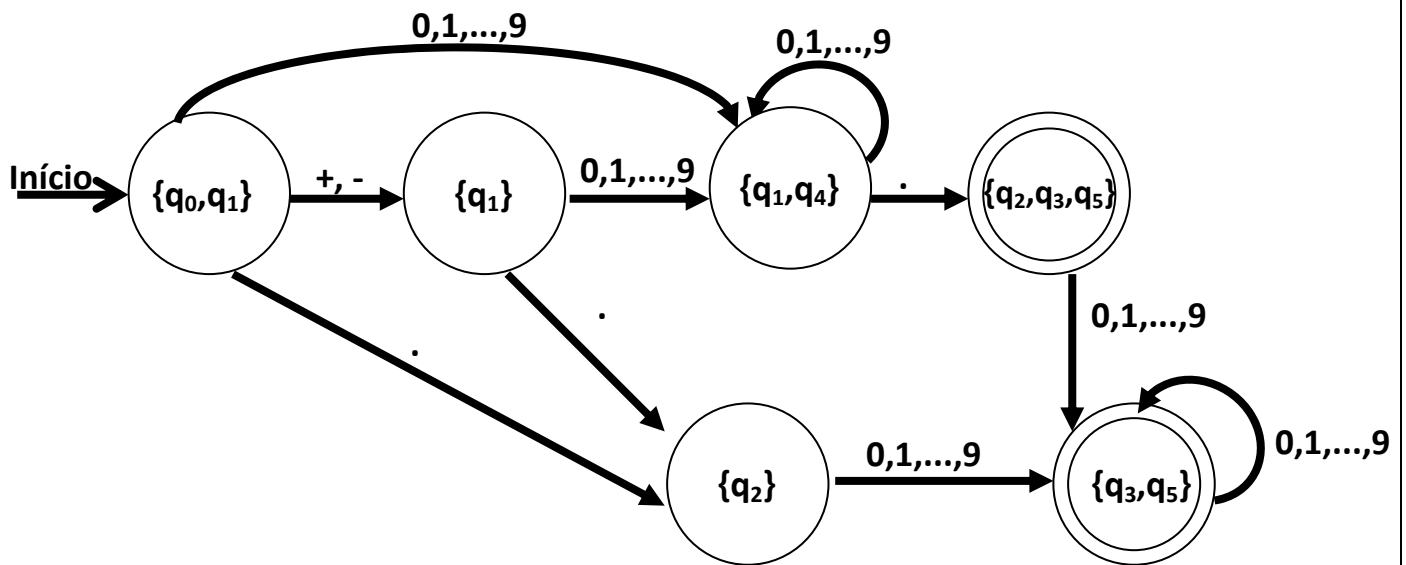 0,1,...,9
0,1,...,9
Início
{q₀,q₁}
+, -
{q₁}
0,1,...,9
{q₁,q₄}
.
{q₂,q₃,q₅}
.
.
0,1,...,9
{q₂}
0,1,...,9
{q₃,q₅}
0,1,...,9